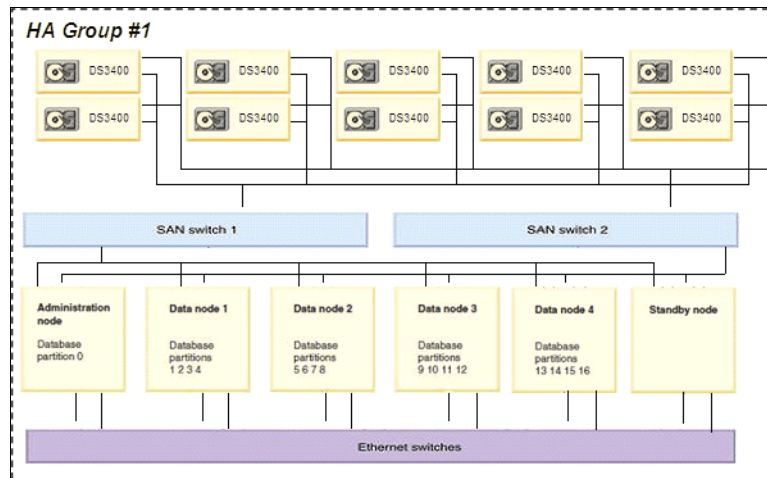 HA Group #1
DS3400
DS3400
DS3400
DS3400
DS3400
DS3400
DS3400
DS3400
DS3400
DS3400
SAN switch 1
SAN switch 2
Administration
node
Database
partition 0
Data node 1
Database
partitions
1 2 3 4
Data node 2
Database
partitions
5 6 7 8
Data node 3
Database
partitions
9 10 11 12
Data node 4
Database
partitions
13 14 15 16
Standby node
Ethernet switches